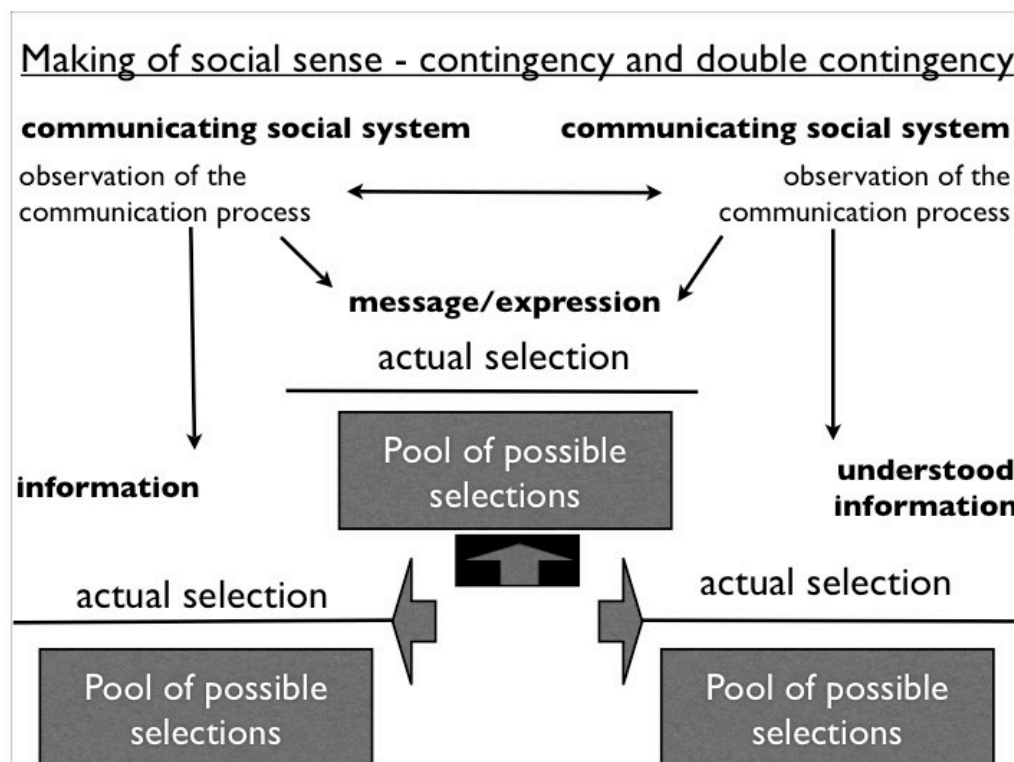 Making of social sense - contingency and double contingency
communicating social system
communicating social system
observation of the
communication process
observation of the
communication process
message/expression
actual selection
Pool of possible
selections
information
understood
information
actual selection
actual selection
Pool of possible
selections
Pool of possible
selections